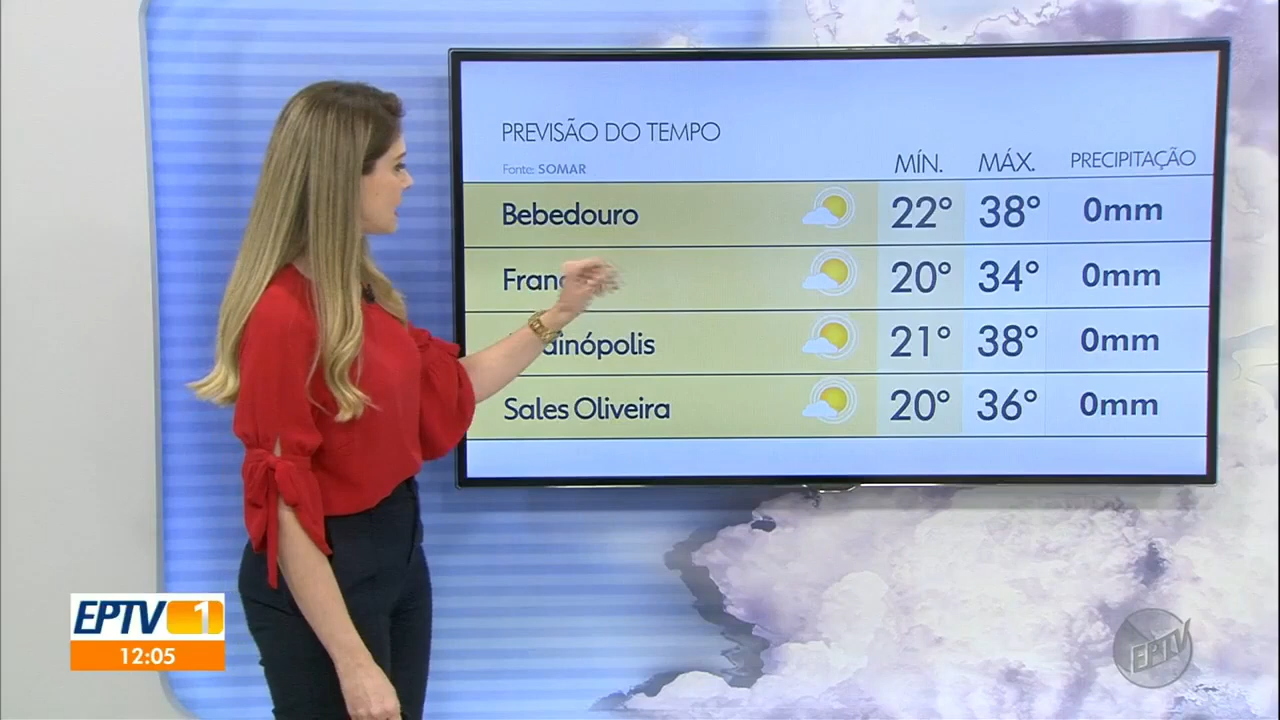 PREVISÃO DO TEMPO
Fonte: SOMAR
MÍN. MÁX. PRECIPITAÇÃO
Bebedouro 22° 38° 0mm
20° 34° 0mm
21° 38° 0mm
Sales Oliveira 20° 36° 0mm
EPTV 1
12:05
EPTV